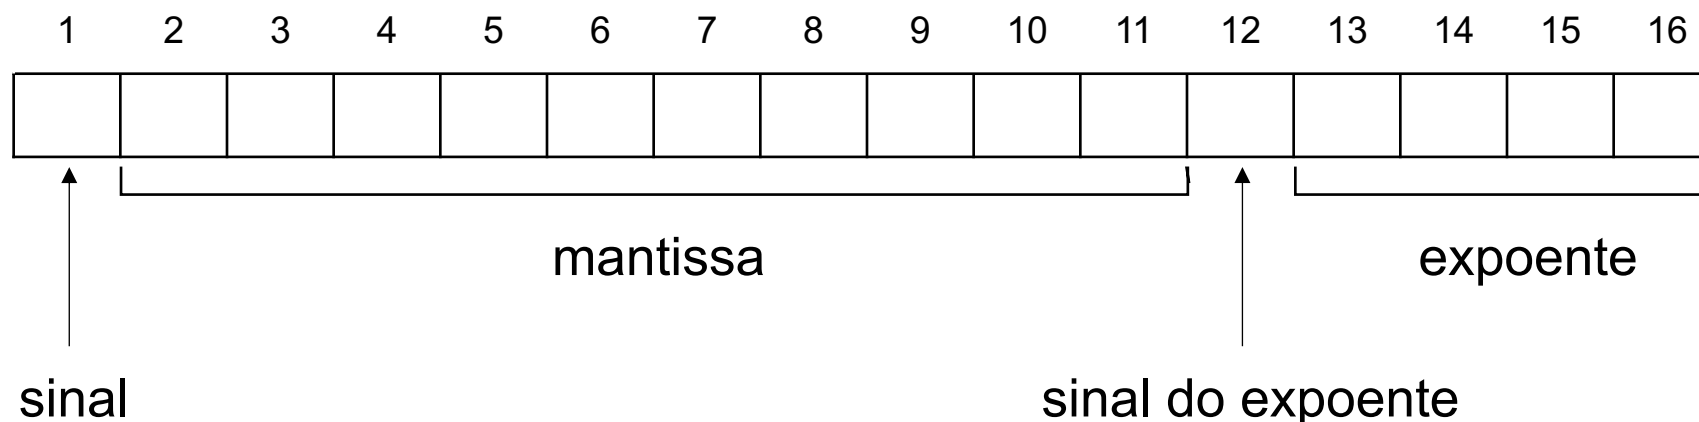 1 2 3 4 5 6 7 8 9 10 11 12 13 14 15 16
mantissa expoente
sinal sinal do expoente